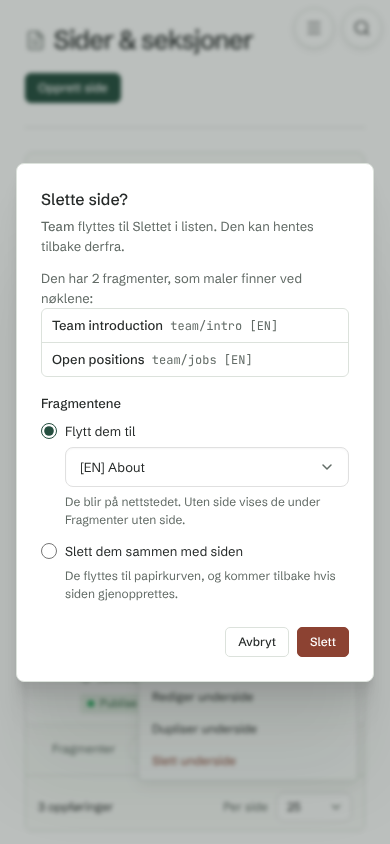 Sider & seksjoner
Opprett side
Slette side?
Team flyttes til Slettet i listen. Den kan hentes
tilbake derfra.
Den har 2 fragmenter, som maler finner ved
nøklene:
Team introduction team/intro [EN]
Open positions team/jobs [EN]
Fragmentene
Flytt dem til
[EN] About
De blir på nettstedet. Uten side vises de under
Fragmenter uten side.
Slett dem sammen med siden
De flyttes til papirkurven, og kommer tilbake hvis
siden gjenopprettes.
Avbryt
Slett
Rediger underside
Dupliser underside
Slett underside
Fragmenter
3 oppføringer
Per side
25